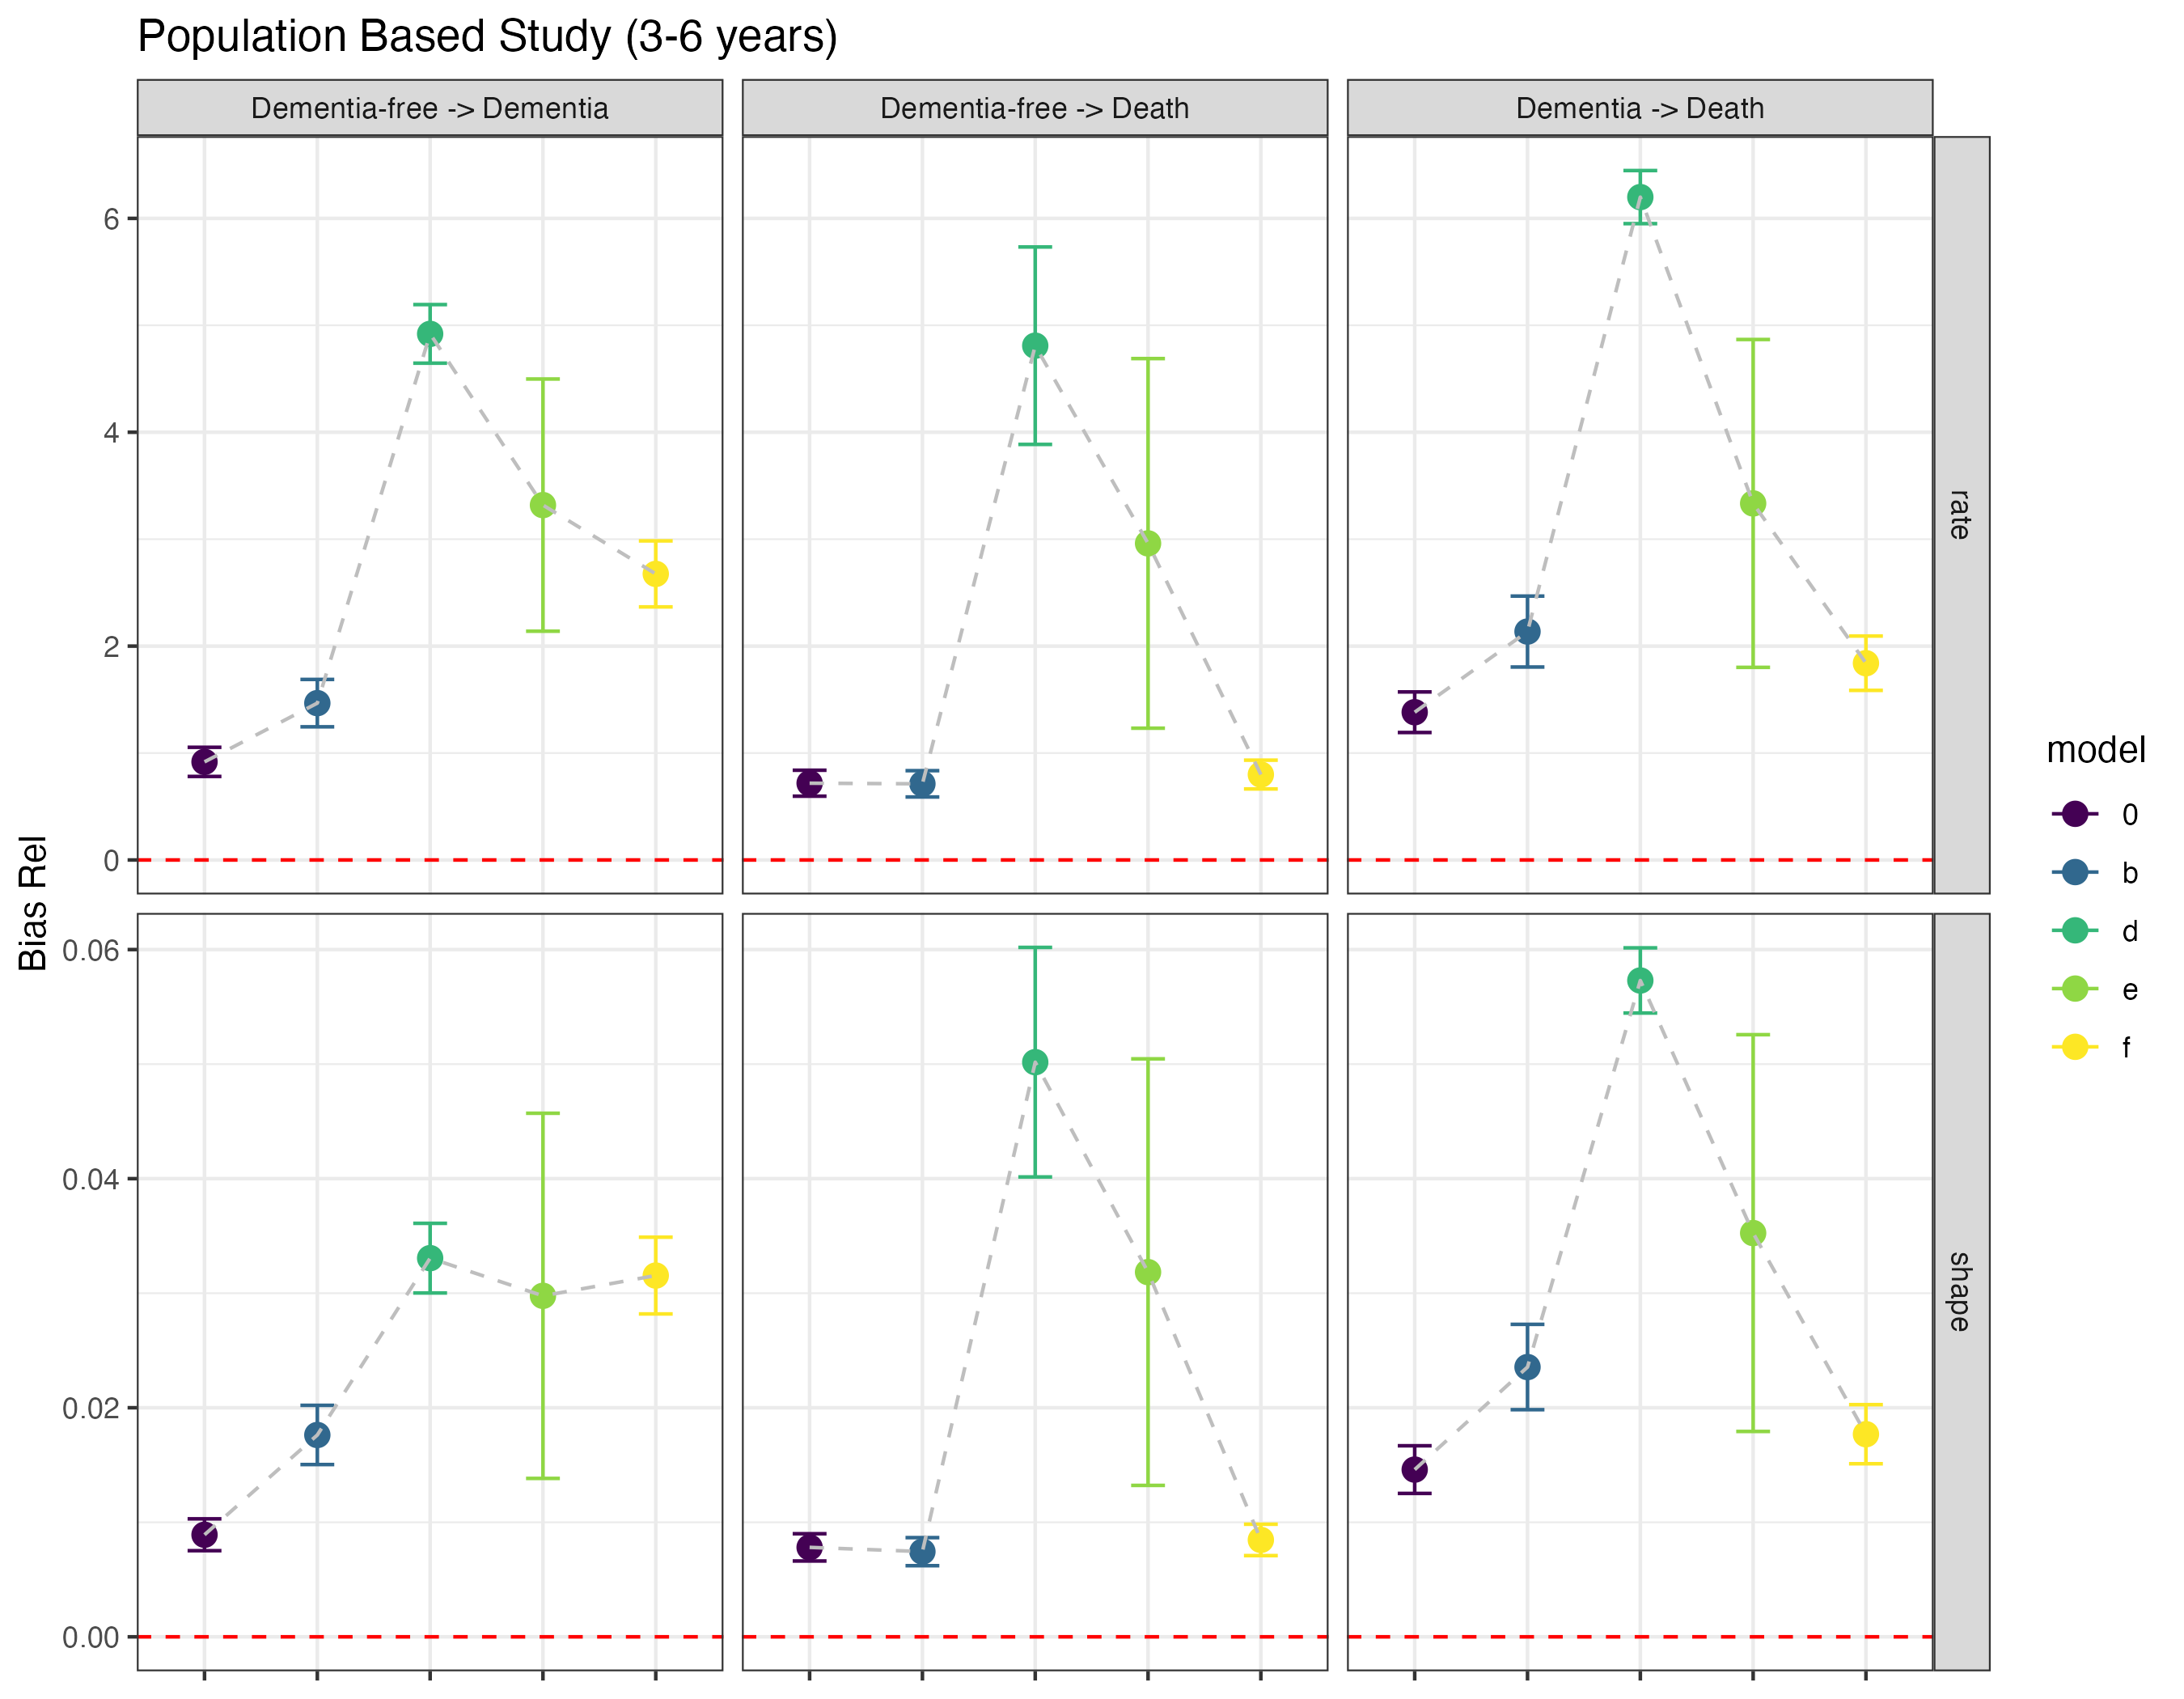 Population Based Study (3-6 years)
Dementia-free -> Dementia
Dementia-free -> Death
Dementia -> Death
6
4
2
0
rate
Bias Rel
0.06
0.04
0.02
0.00
shape
model
0
b
d
e
f